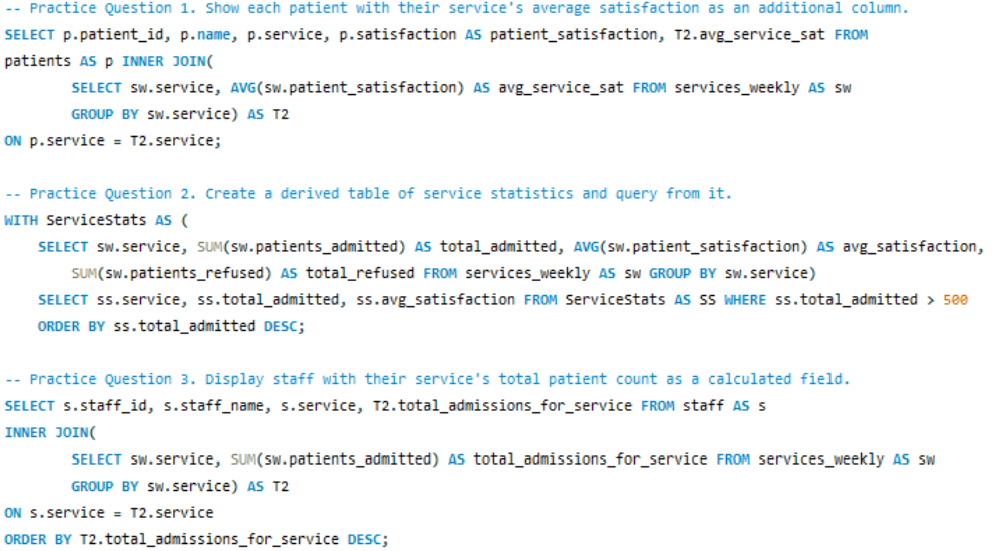 -- Practice Question 1. Show each patient with their service's average satisfaction as an additional column.
SELECT p.patient_id, p.name, p.service, p.satisfaction AS patient_satisfaction, T2.avg_service_sat FROM
patients AS p INNER JOIN(
        SELECT sw.service, AVG(sw.patient_satisfaction) AS avg_service_sat FROM services_weekly AS sw
        GROUP BY sw.service) AS T2
ON p.service = T2.service;

-- Practice Question 2. Create a derived table of service statistics and query from it.
WITH ServiceStats AS (
    SELECT sw.service, SUM(sw.patients_admitted) AS total_admitted, AVG(sw.patient_satisfaction) AS avg_satisfaction,
        SUM(sw.patients_refused) AS total_refused FROM services_weekly AS sw GROUP BY sw.service)
    SELECT ss.service, ss.total_admitted, ss.avg_satisfaction FROM ServiceStats AS SS WHERE ss.total_admitted > 500
    ORDER BY ss.total_admitted DESC;

-- Practice Question 3. Display staff with their service's total patient count as a calculated field.
SELECT s.staff_id, s.staff_name, s.service, T2.total_admissions_for_service FROM staff AS s
INNER JOIN(
        SELECT sw.service, SUM(sw.patients_admitted) AS total_admissions_for_service FROM services_weekly AS sw
        GROUP BY sw.service) AS T2
ON s.service = T2.service
ORDER BY T2.total_admissions_for_service DESC;